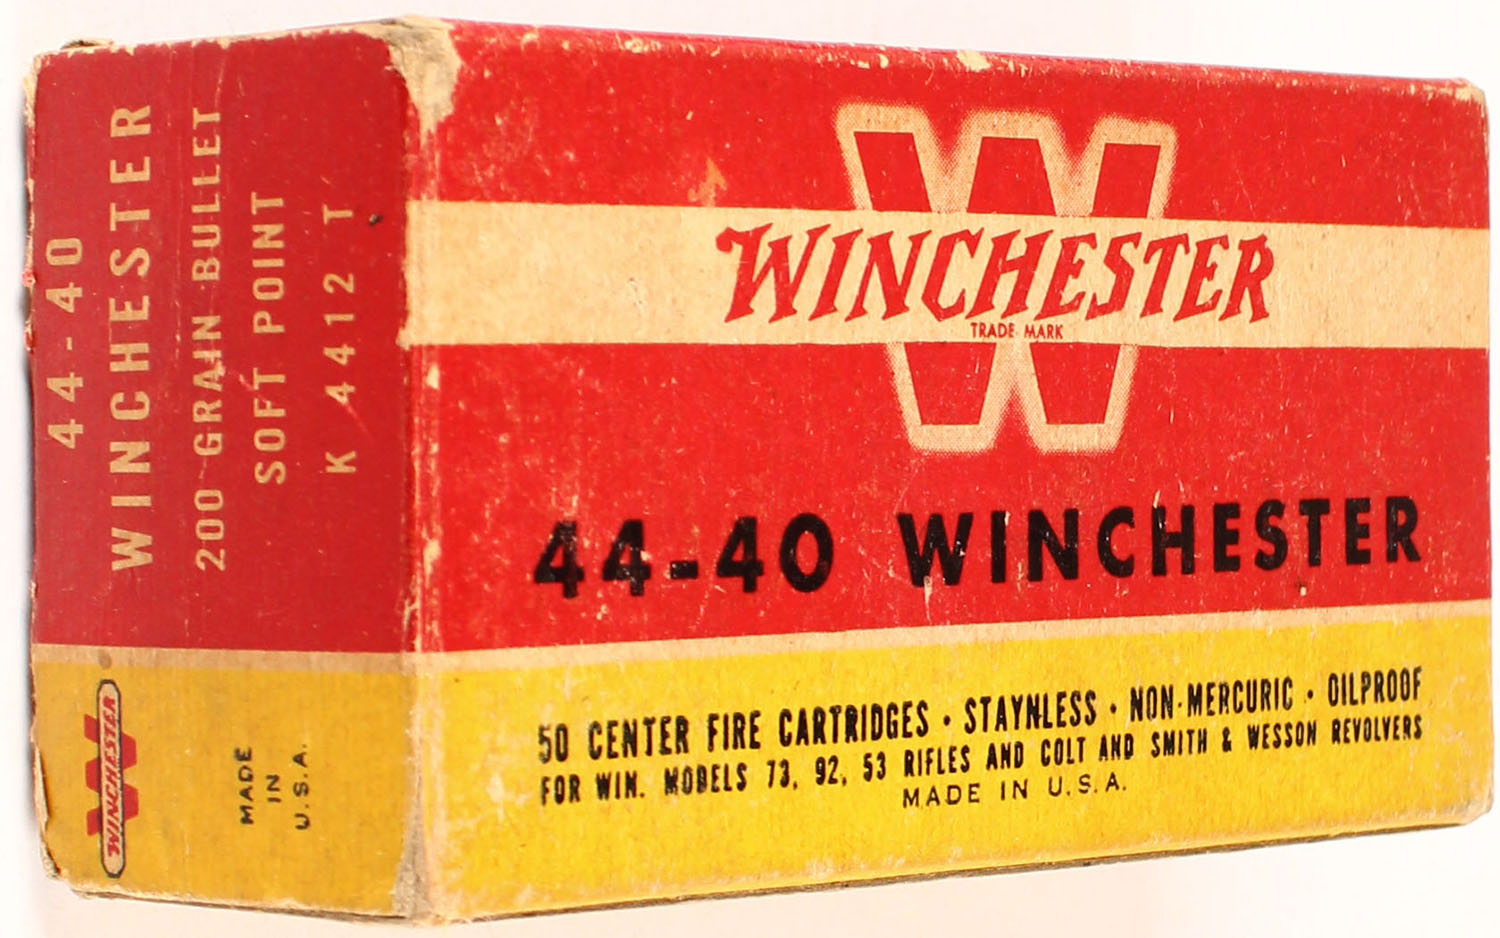 44-40
WINCHESTER
200 GRAIN BULLET
SOFT POINT
K 4412 T
WINCHESTER
MADE
IN
U.S.A.
W
WINCHESTER
TRADE MARK
44-40 WINCHESTER
50 CENTER FIRE CARTRIDGES · STAYNLESS · NON-MERCURIC · OILPROOF
FOR WIN. MODELS 73, 92, 53 RIFLES AND COLT AND SMITH & WESSON REVOLVERS
MADE IN U.S.A.